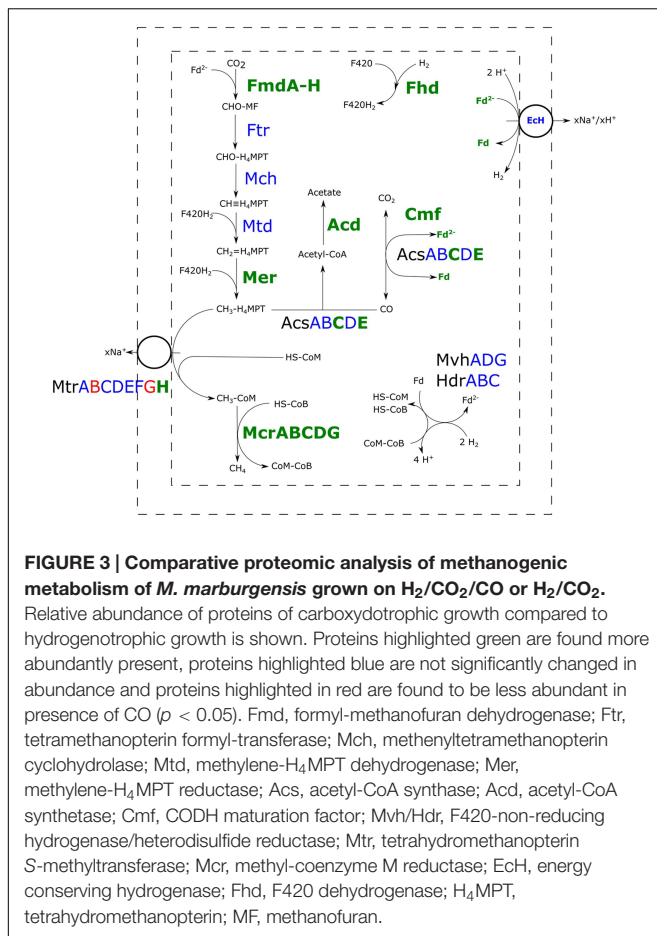 CO2
Fd2-
FmdA-H
CHO-MF
Ftr
CHO-H4MPT
Mch
CH≡H4MPT
F420H2
Mtd
CH2=H4MPT
F420H2
Mer
CH3-H4MPT
F420
H2
Fhd
F420H2
2 H+
Fd2-
Fd
H2
EcH
xNa+/xH+
Acetate
Acd
Acetyl-CoA
AcsABCDE
CO2
Cmf
Fd2-
AcsABCDE
Fd
CO
xNa+
MtrABCDEFGH
HS-CoM
CH3-CoM
HS-CoB
McrABCDG
CH4
CoM-CoB
MvhADG
HdrABC
Fd
Fd2-
HS-CoM
HS-CoB
CoM-CoB
2 H2
4 H+
FIGURE 3 | Comparative proteomic analysis of methanogenic
metabolism of M. marburgensis grown on H2/CO2/CO or H2/CO2.
Relative abundance of proteins of carboxydotrophic growth compared to
hydrogenotrophic growth is shown. Proteins highlighted green are found more
abundantly present, proteins highlighted blue are not significantly changed in
abundance and proteins highlighted in red are found to be less abundant in
presence of CO (p < 0.05). Fmd, formyl-methanofuran dehydrogenase; Ftr,
tetramethanopterin formyl-transferase; Mch, methenyltetramethanopterin
cyclohydrolase; Mtd, methylene-H4MPT dehydrogenase; Mer,
methylene-H4MPT reductase; Acs, acetyl-CoA synthase; Acd, acetyl-CoA
synthetase; Cmf, CODH maturation factor; Mvh/Hdr, F420-non-reducing
hydrogenase/heterodisulfide reductase; Mtr, tetrahydromethanopterin
S-methyltransferase; Mcr, methyl-coenzyme M reductase; EcH, energy
conserving hydrogenase; Fhd, F420 dehydrogenase; H4MPT,
tetrahydromethanopterin; MF, methanofuran.